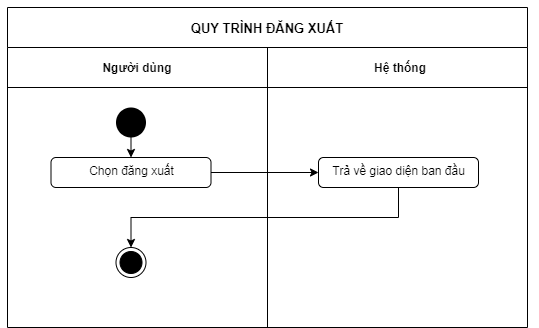 QUY TRÌNH ĐĂNG XUẤT
Người dùng
Hệ thống
Chọn đăng xuất
Trả về giao diện ban đầu